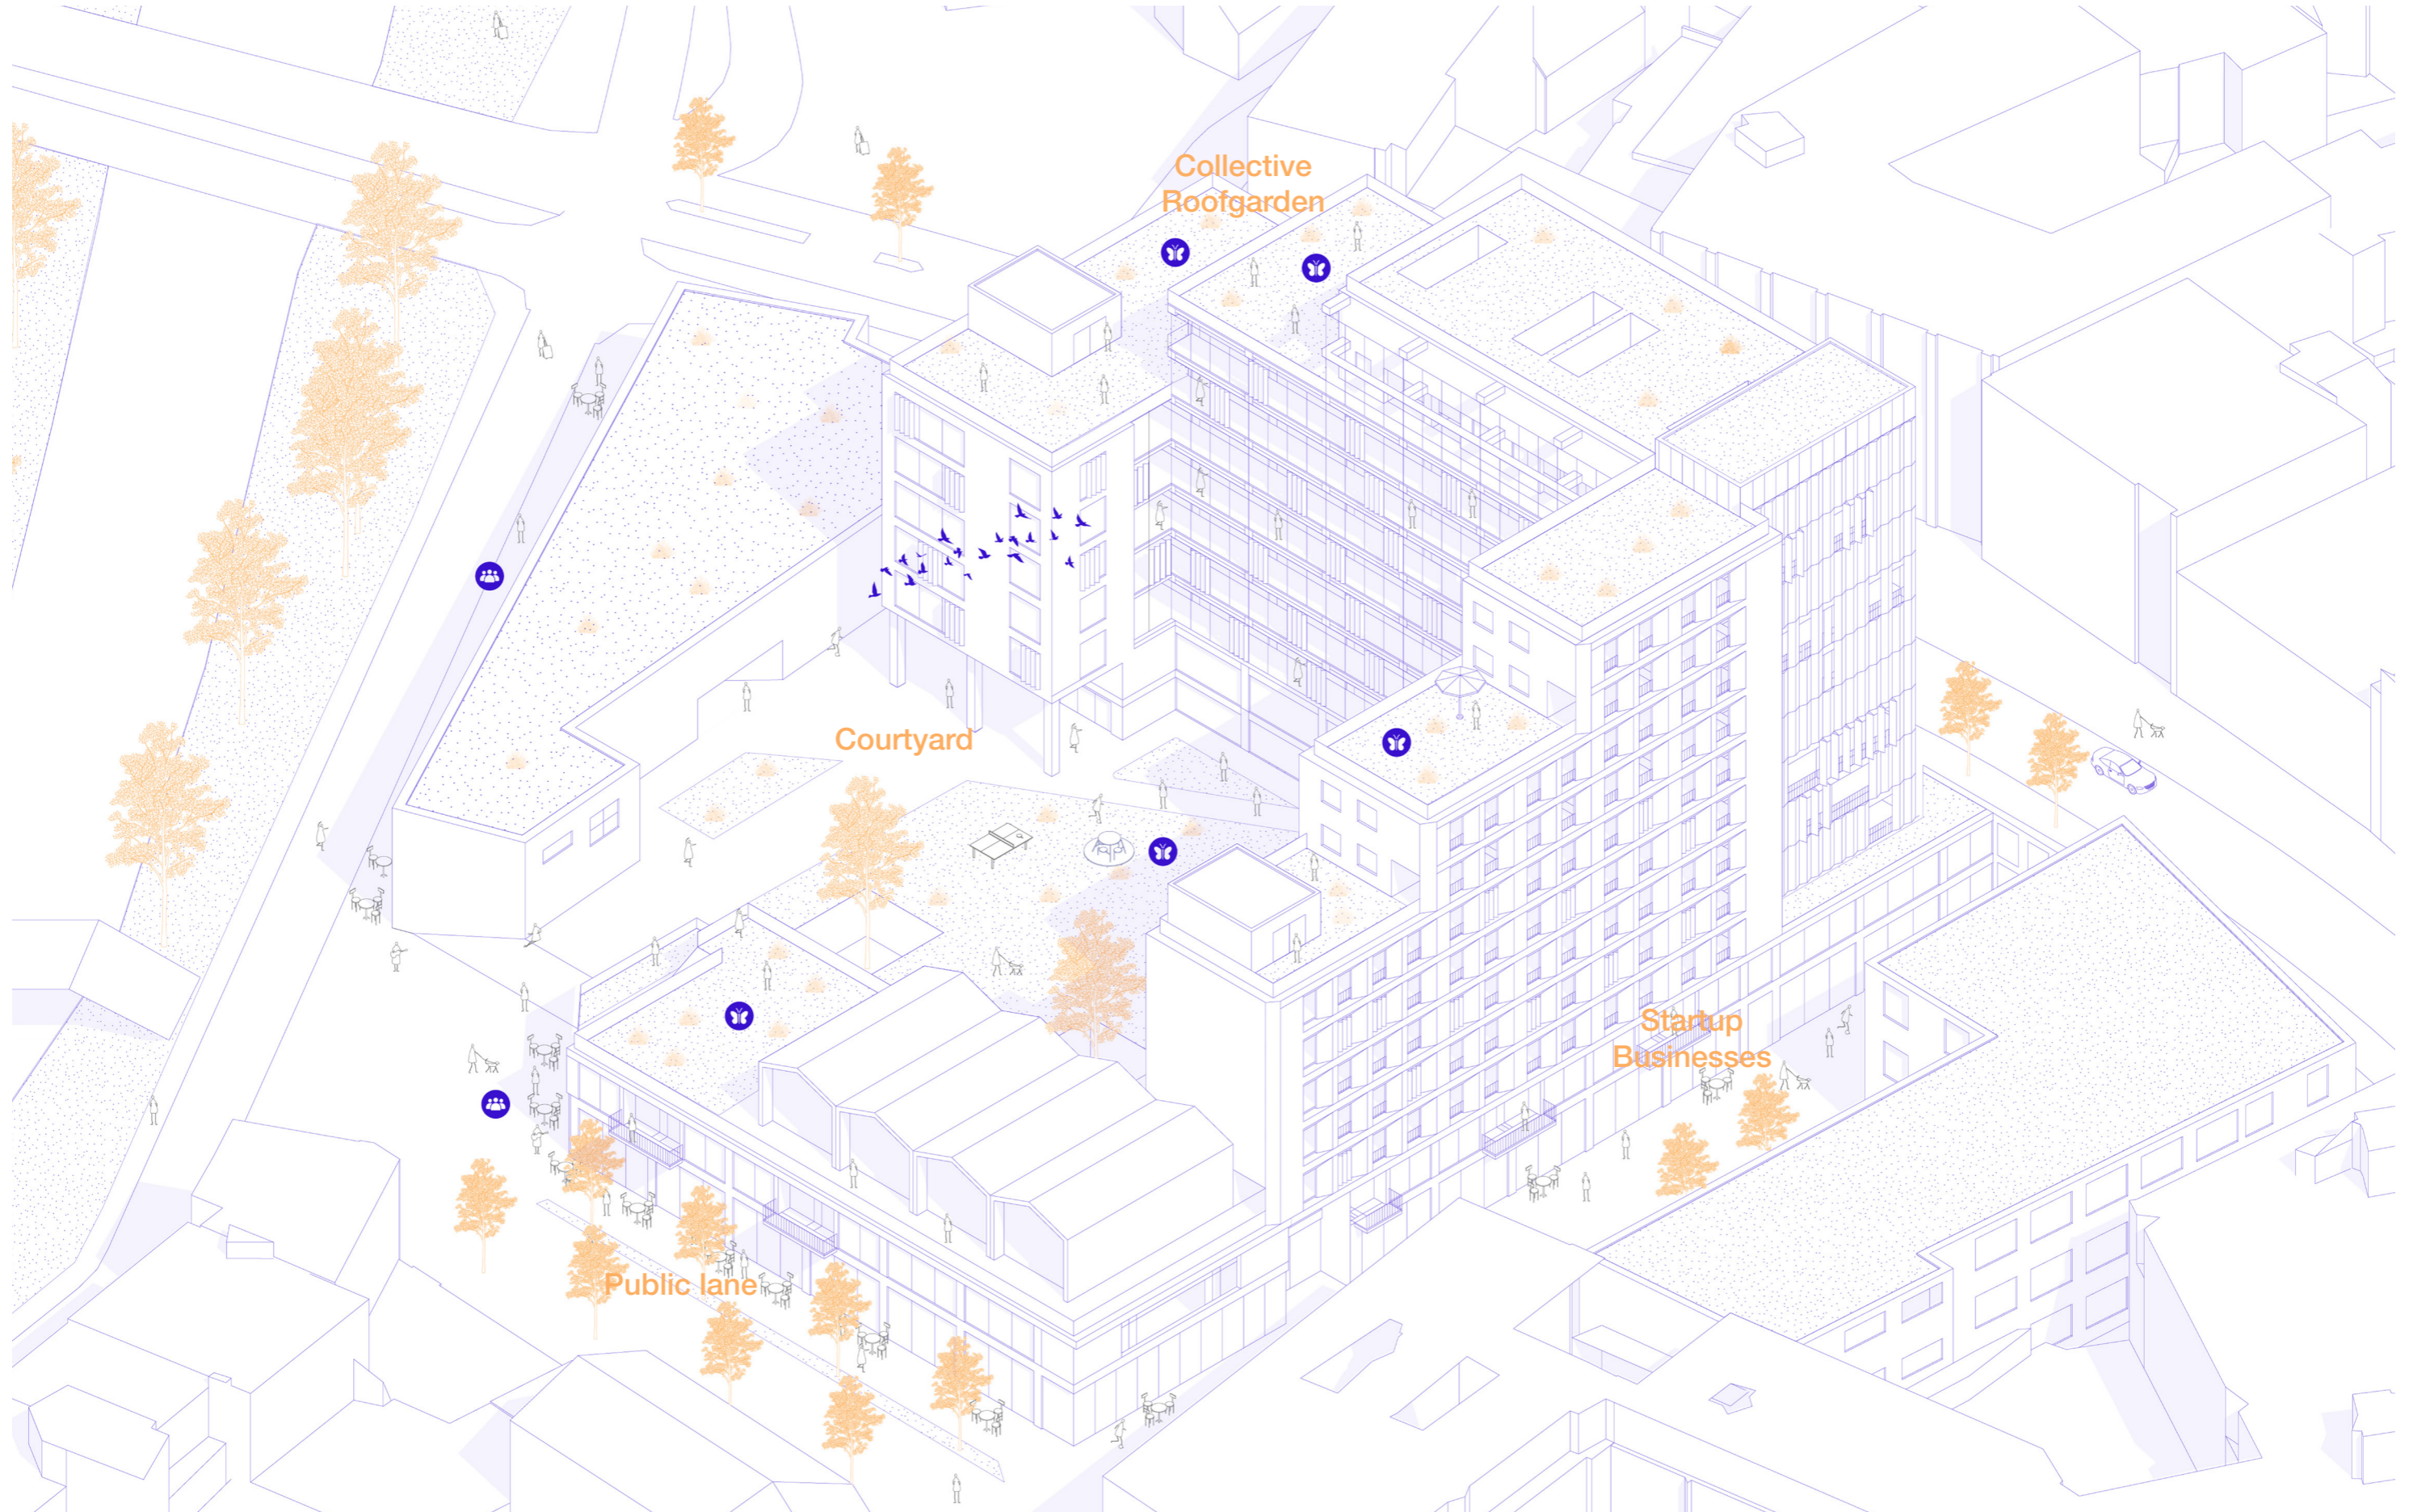 Collective
Roofgarden
Courtyard
Startup
Businesses
Public lane